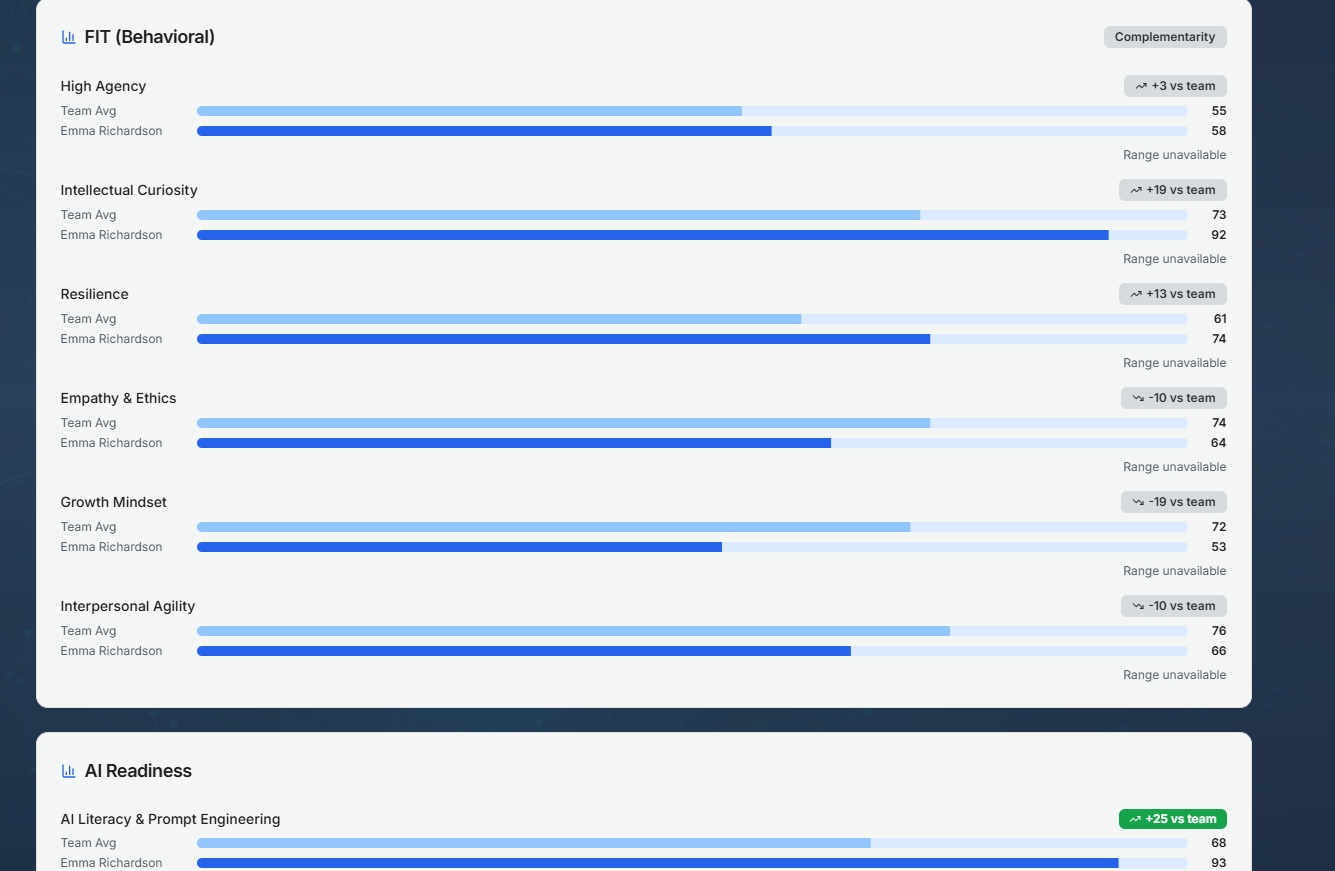 FIT (Behavioral)
Complementarity
High Agency
+3 vs team
Team Avg 55
Emma Richardson 58
Range unavailable
Intellectual Curiosity
+19 vs team
Team Avg 73
Emma Richardson 92
Range unavailable
Resilience
+13 vs team
Team Avg 61
Emma Richardson 74
Range unavailable
Empathy & Ethics
-10 vs team
Team Avg 74
Emma Richardson 64
Range unavailable
Growth Mindset
-19 vs team
Team Avg 72
Emma Richardson 53
Range unavailable
Interpersonal Agility
-10 vs team
Team Avg 76
Emma Richardson 66
Range unavailable
AI Readiness
AI Literacy & Prompt Engineering
+25 vs team
Team Avg 68
Emma Richardson 93